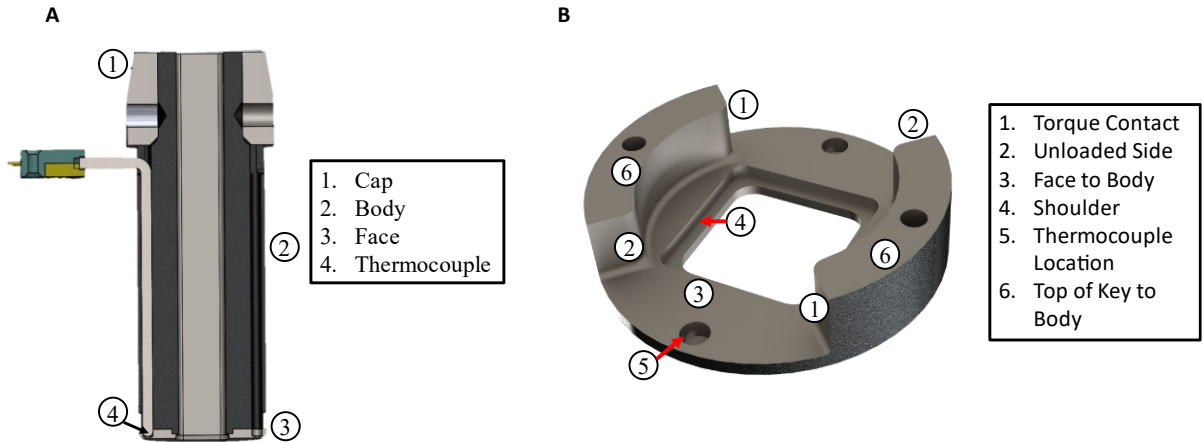 A
B
1
1. Cap
2. Body
3. Face
4. Thermocouple
2
4
3
1
2
6
4
2
6
3
1
5
1. Torque Contact
2. Unloaded Side
3. Face to Body
4. Shoulder
5. Thermocouple
Location
6. Top of Key to
Body